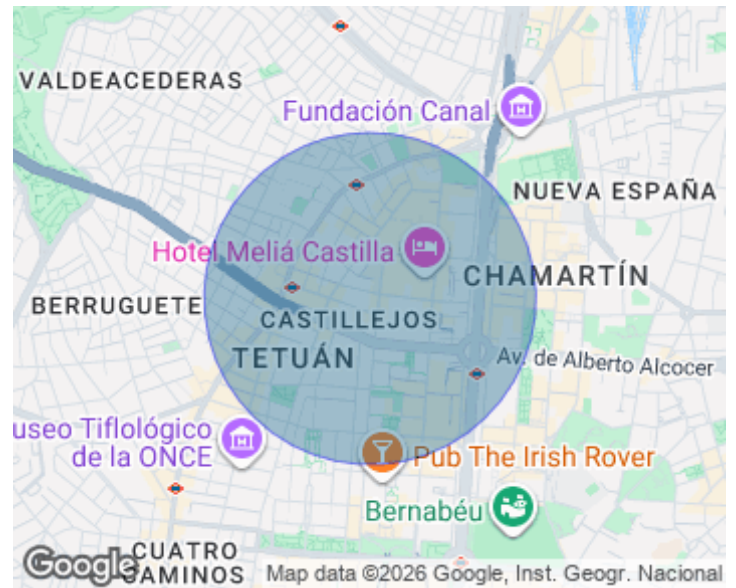 VALDEACEDERAS
Fundación Canal
NUEVA ESPAÑA
Hotel Meliá Castilla
CHAMARTÍN
BERRUGUETE
CASTILLEJOS
TETUÁN
Av. de Alberto Alcocer
useo Tiflológico
de la ONCE
Pub The Irish Rover
Bernabéu
CUATRO
CAMINOS
Google
Map data ©2026 Google, Inst. Geogr. Nacional